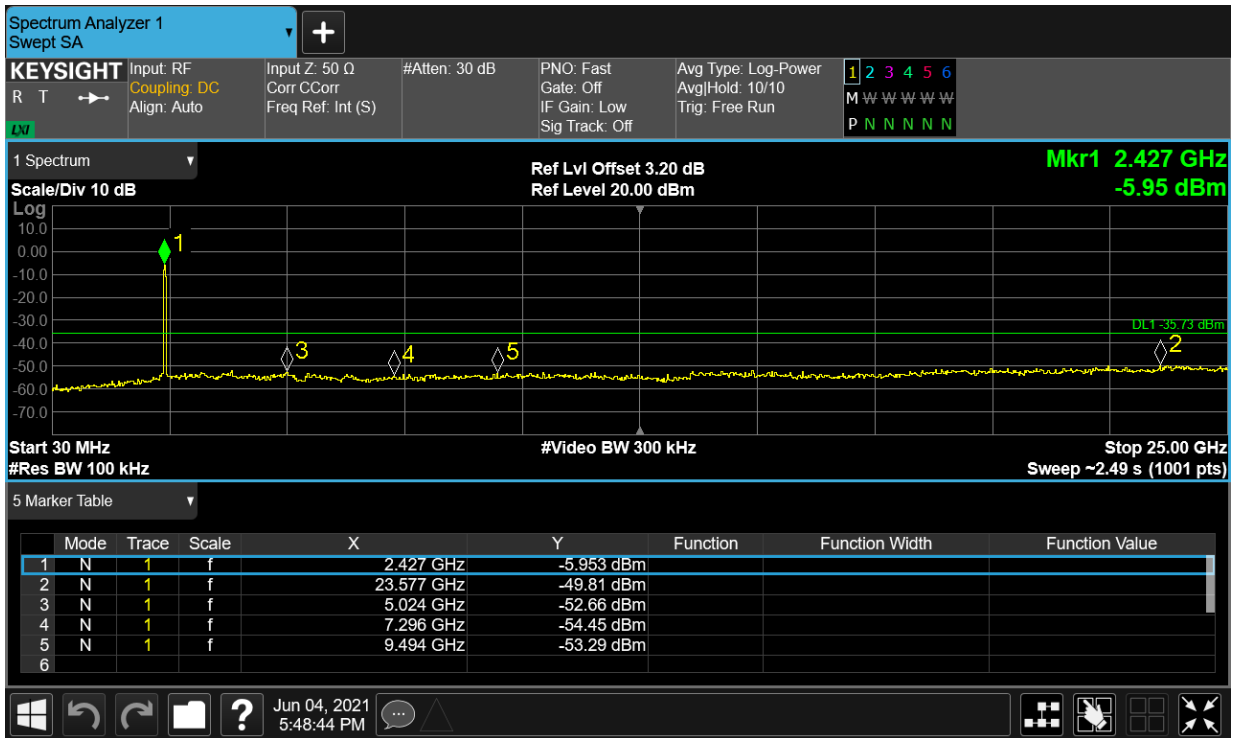 Spectrum Analyzer 1
Swept SA
KEYSIGHT
R T
LXI
Input: RF
Coupling: DC
Align: Auto
Input Z: 50 Ω
Corr CCorr
Freq Ref: Int (S)
#Atten: 30 dB
PNO: Fast
Gate: Off
IF Gain: Low
Sig Track: Off
Avg Type: Log-Power
Avg|Hold: 10/10
Trig: Free Run
1 2 3 4 5 6
M W W W W W
P N N N N N
1 Spectrum
Scale/Div 10 dB
Ref Lvl Offset 3.20 dB
Ref Level 20.00 dBm
Mkr1 2.427 GHz
-5.95 dBm
Log
10.0
0.00
-10.0
-20.0
-30.0
-40.0
-50.0
-60.0
-70.0
1
3
4
5
2
DL1 -35.73 dBm
Start 30 MHz
#Video BW 300 kHz
Stop 25.00 GHz
#Res BW 100 kHz
Sweep ~2.49 s (1001 pts)
5 Marker Table
Mode Trace Scale X Y Function Function Width Function Value
1 N 1 f 2.427 GHz -5.953 dBm
2 N 1 f 23.577 GHz -49.81 dBm
3 N 1 f 5.024 GHz -52.66 dBm
4 N 1 f 7.296 GHz -54.45 dBm
5 N 1 f 9.494 GHz -53.29 dBm
6
?
Jun 04, 2021
5:48:44 PM